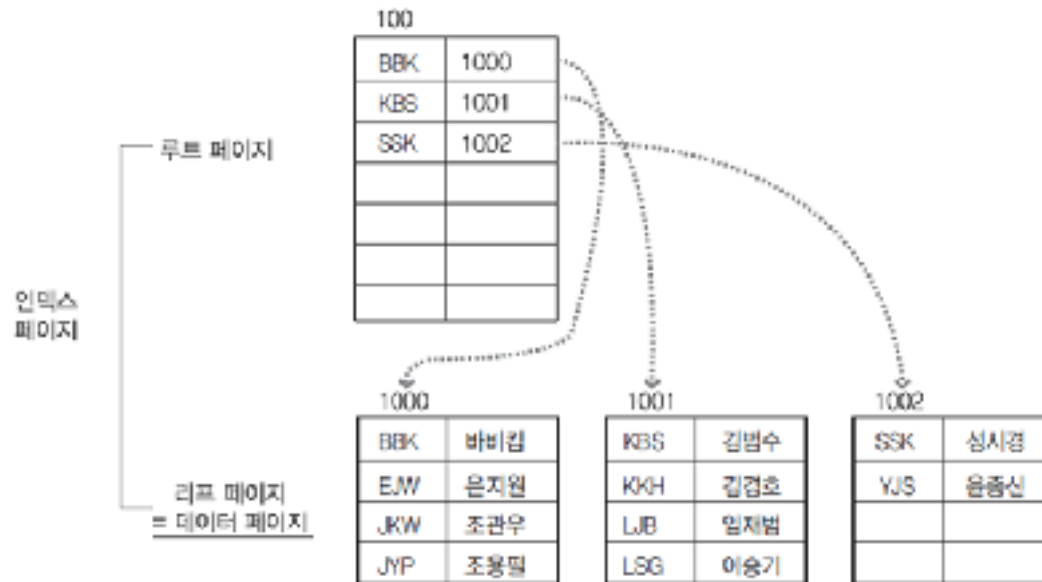 100
BBK 1000
KBS 1001
SSK 1002
루트 페이지
인덱스
페이지
1000 1001 1002
BBK 바비킴 KBS 김범수 SSK 성시경
EJW 은지원 KKH 김경호 YJS 윤종신
리프 페이지
= 데이터 페이지
JKW 조관우 LJB 임재범
JYP 조용필 LSG 이승기